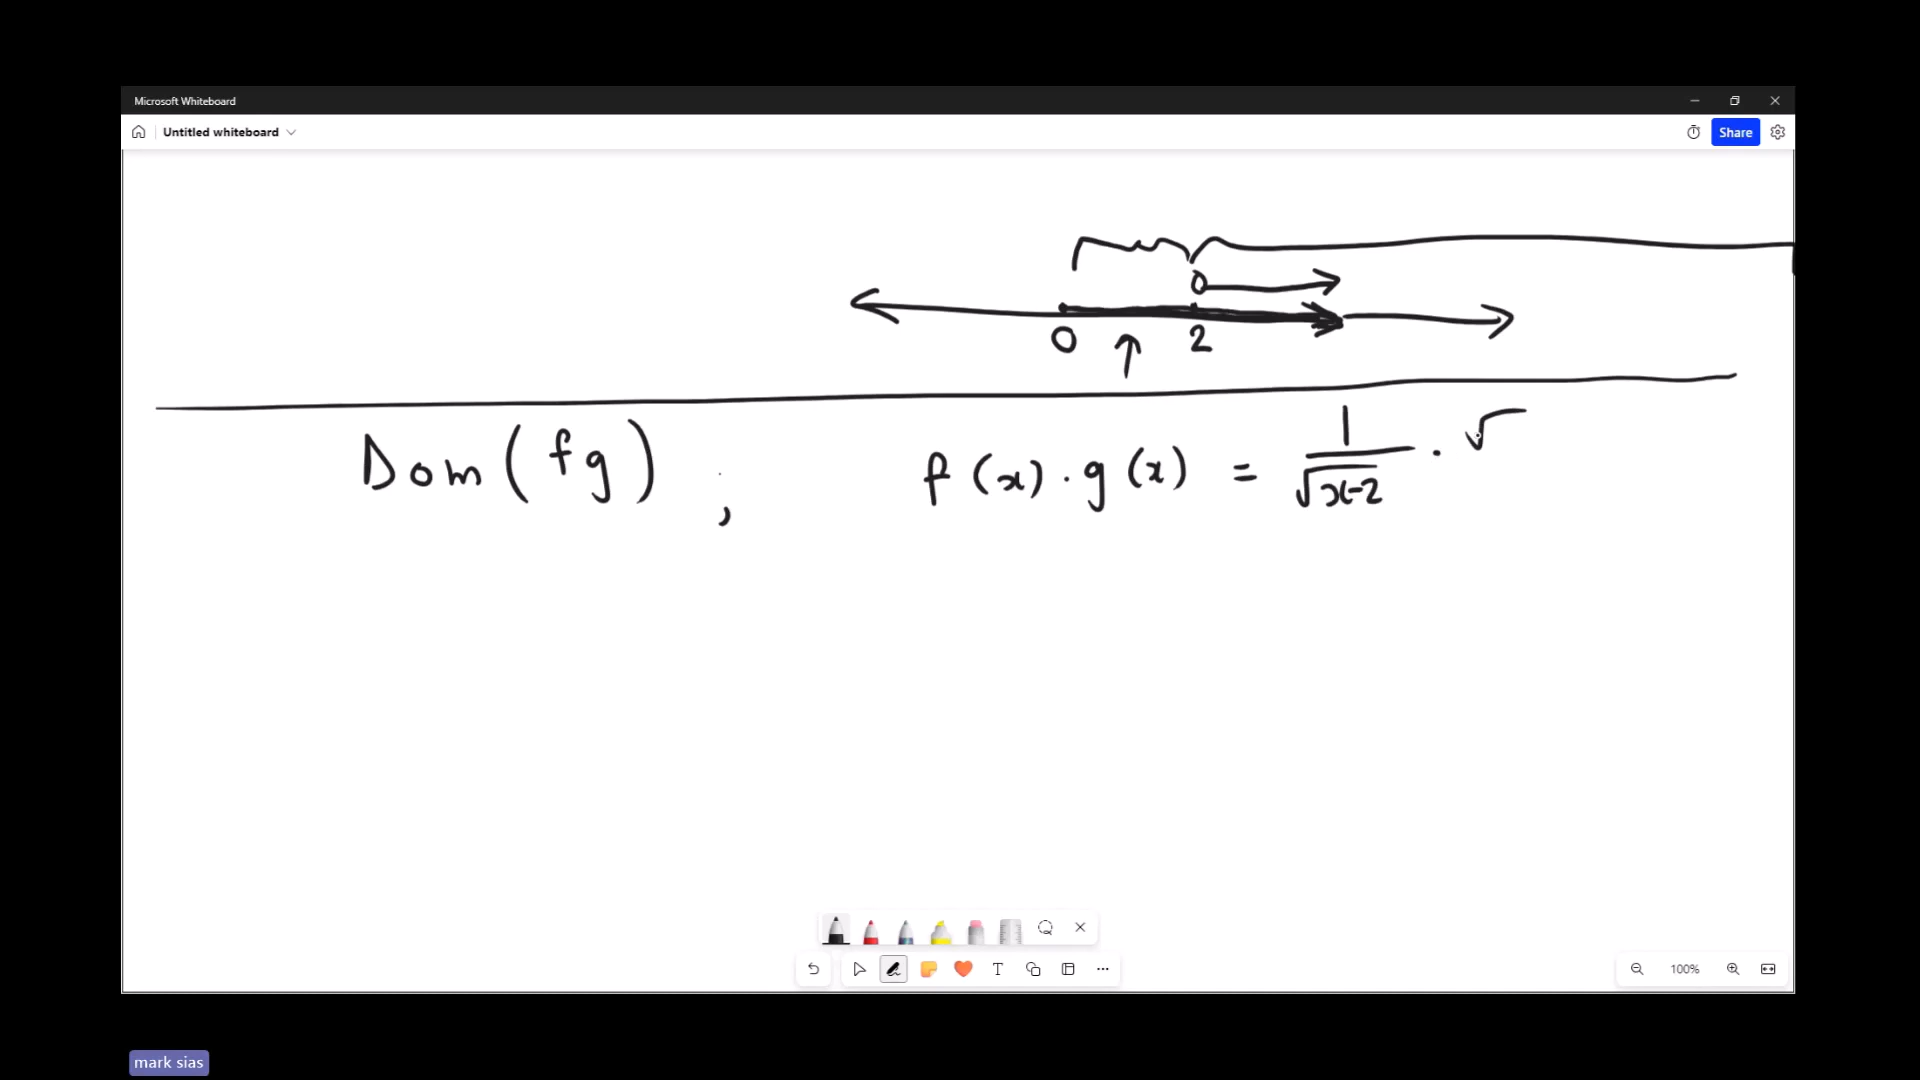 Microsoft Whiteboard
Untitled whiteboard
Share
0
0 2
Dom(fg) , f(x)·g(x) = 1/√x-2 · √
T
100%
mark sias